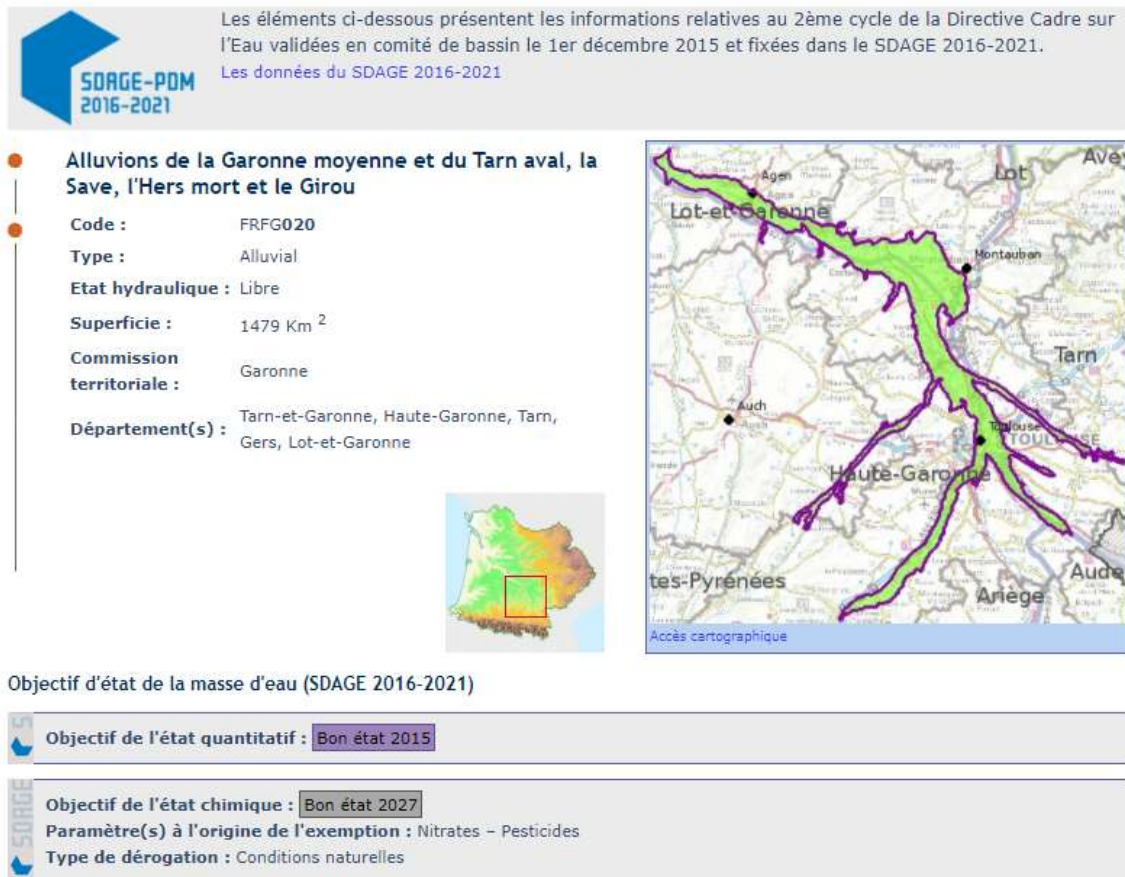 Les éléments ci-dessous présentent les informations relatives au 2ème cycle de la Directive Cadre sur
l'Eau validées en comité de bassin le 1er décembre 2015 et fixées dans le SDAGE 2016-2021.
Les données du SDAGE 2016-2021
SDAGE-PDM
2016-2021
Alluvions de la Garonne moyenne et du Tarn aval, la
Save, l'Hers mort et le Girou
Code : FRFG020
Type : Alluvial
Etat hydraulique : Libre
Superficie : 1479 Km 2
Commission
territoriale : Garonne
Département(s) : Tarn-et-Garonne, Haute-Garonne, Tarn,
Gers, Lot-et-Garonne
Avey
Lot
Agen
Lot-et-Garonne
Montauban
Tarn
Auch
Toulouse
TOULOUSE
Haute-Garonne
tes-Pyrénées
Aude
Ariège
Accès cartographique
Objectif d'état de la masse d'eau (SDAGE 2016-2021)
Objectif de l'état quantitatif : Bon état 2015
SDAGE
Objectif de l'état chimique : Bon état 2027
Paramètre(s) à l'origine de l'exemption : Nitrates – Pesticides
Type de dérogation : Conditions naturelles